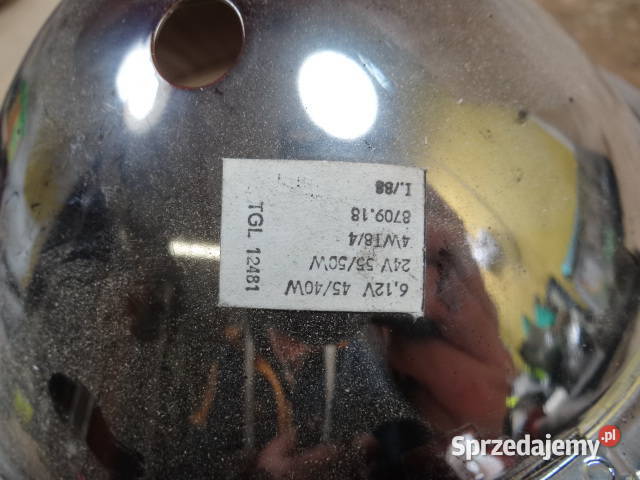 6,12V 45/40W
24V 55/50W
4WT8/4
8709.18
I./88
TGL 12481
Sprzedajemy.pl